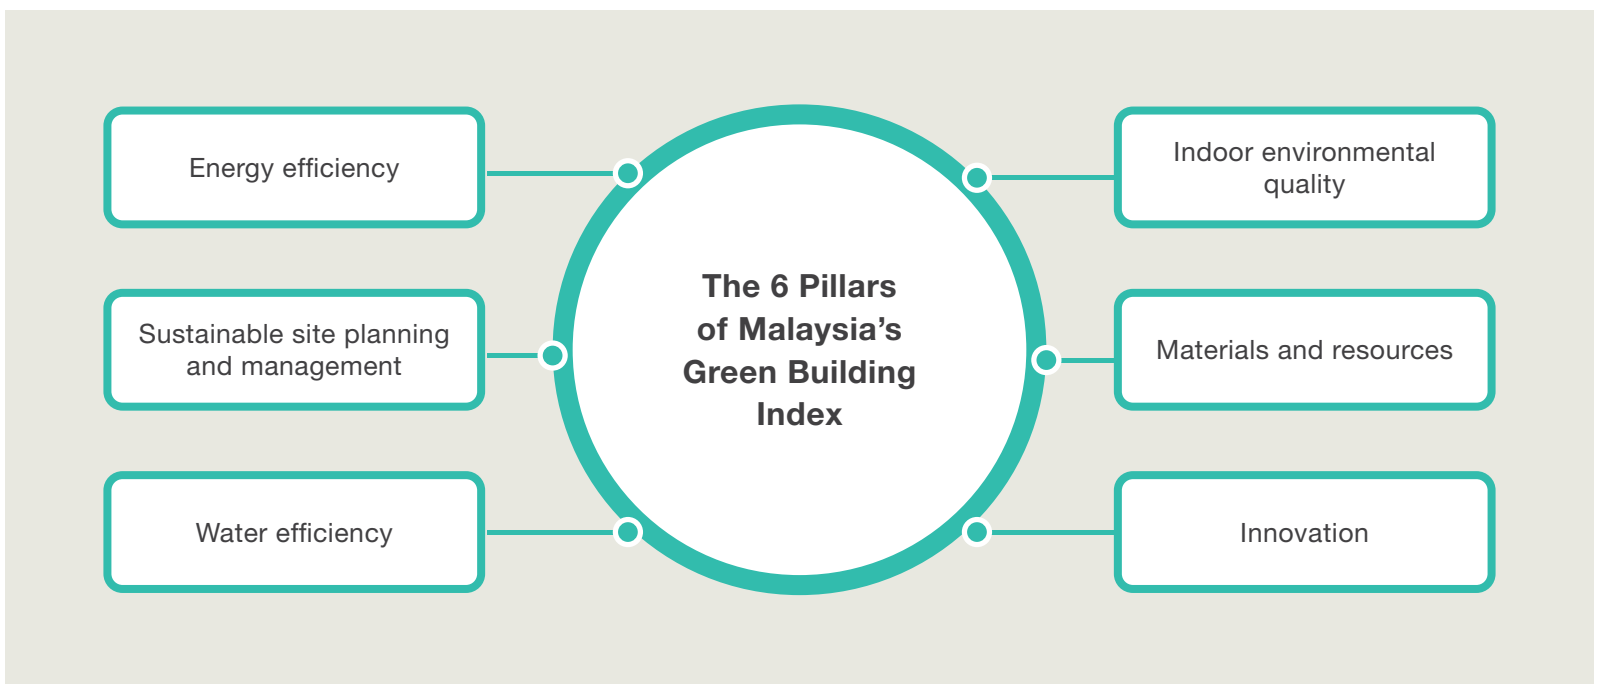 Energy efficiency
Sustainable site planning
and management
Water efficiency
The 6 Pillars
of Malaysia’s
Green Building
Index
Indoor environmental
quality
Materials and resources
Innovation